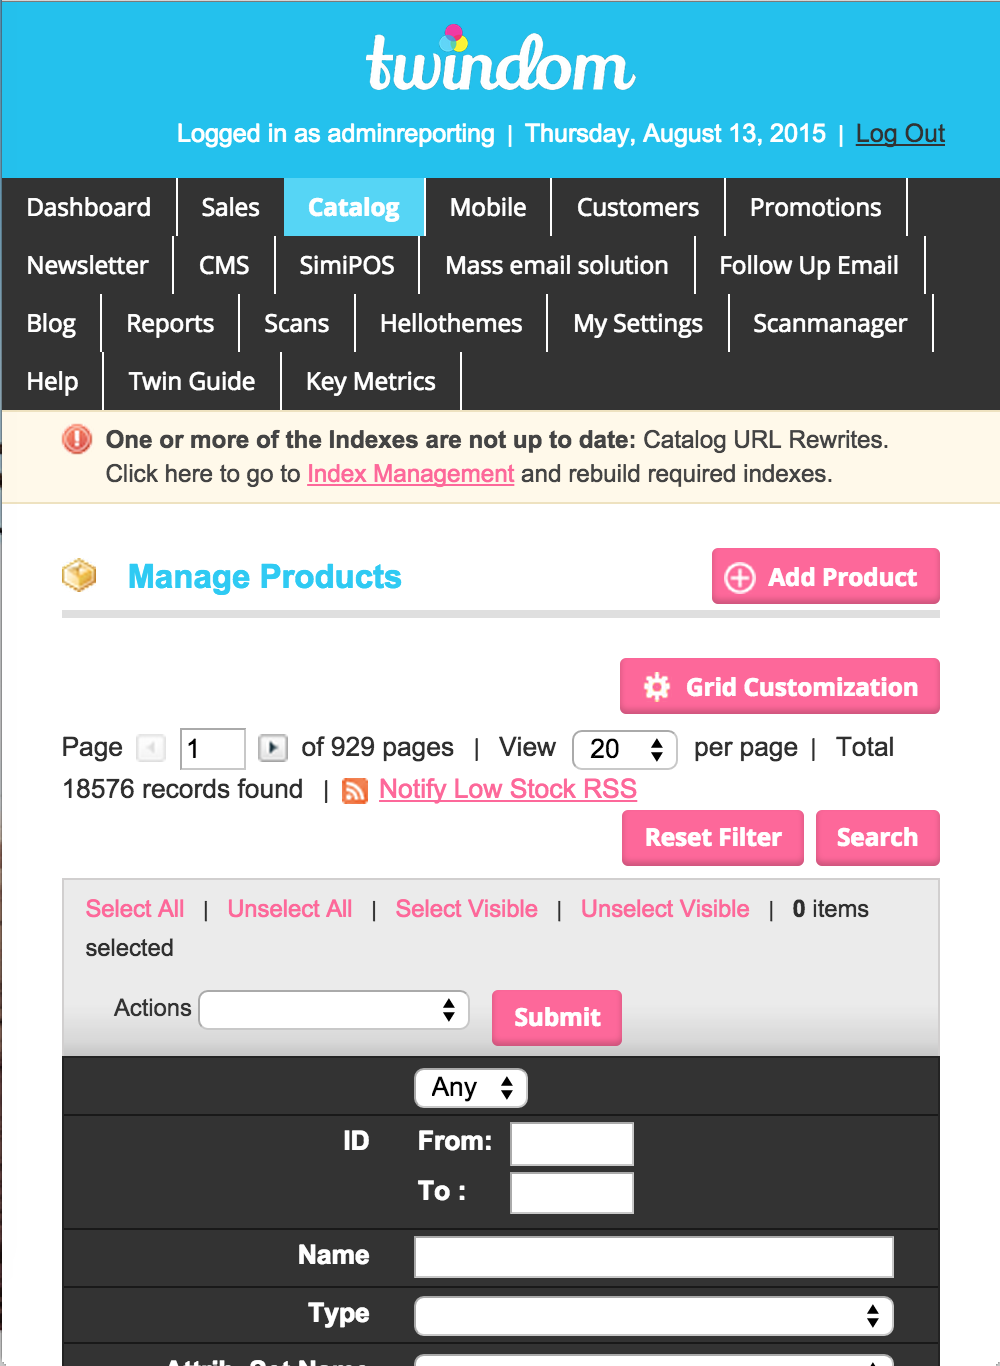 twindom
Logged in as adminreporting | Thursday, August 13, 2015 | Log Out
Dashboard Sales Catalog Mobile Customers Promotions
Newsletter CMS SimiPOS Mass email solution Follow Up Email
Blog Reports Scans Hellothemes My Settings Scanmanager
Help Twin Guide Key Metrics
One or more of the Indexes are not up to date: Catalog URL Rewrites.
Click here to go to Index Management and rebuild required indexes.
Manage Products Add Product
Grid Customization
Page 1 of 929 pages | View 20 per page | Total
18576 records found | Notify Low Stock RSS
Reset Filter Search
Select All | Unselect All | Select Visible | Unselect Visible | 0 items
selected
Actions Submit
Any
ID From:
To :
Name
Type
Attrib. Set Name